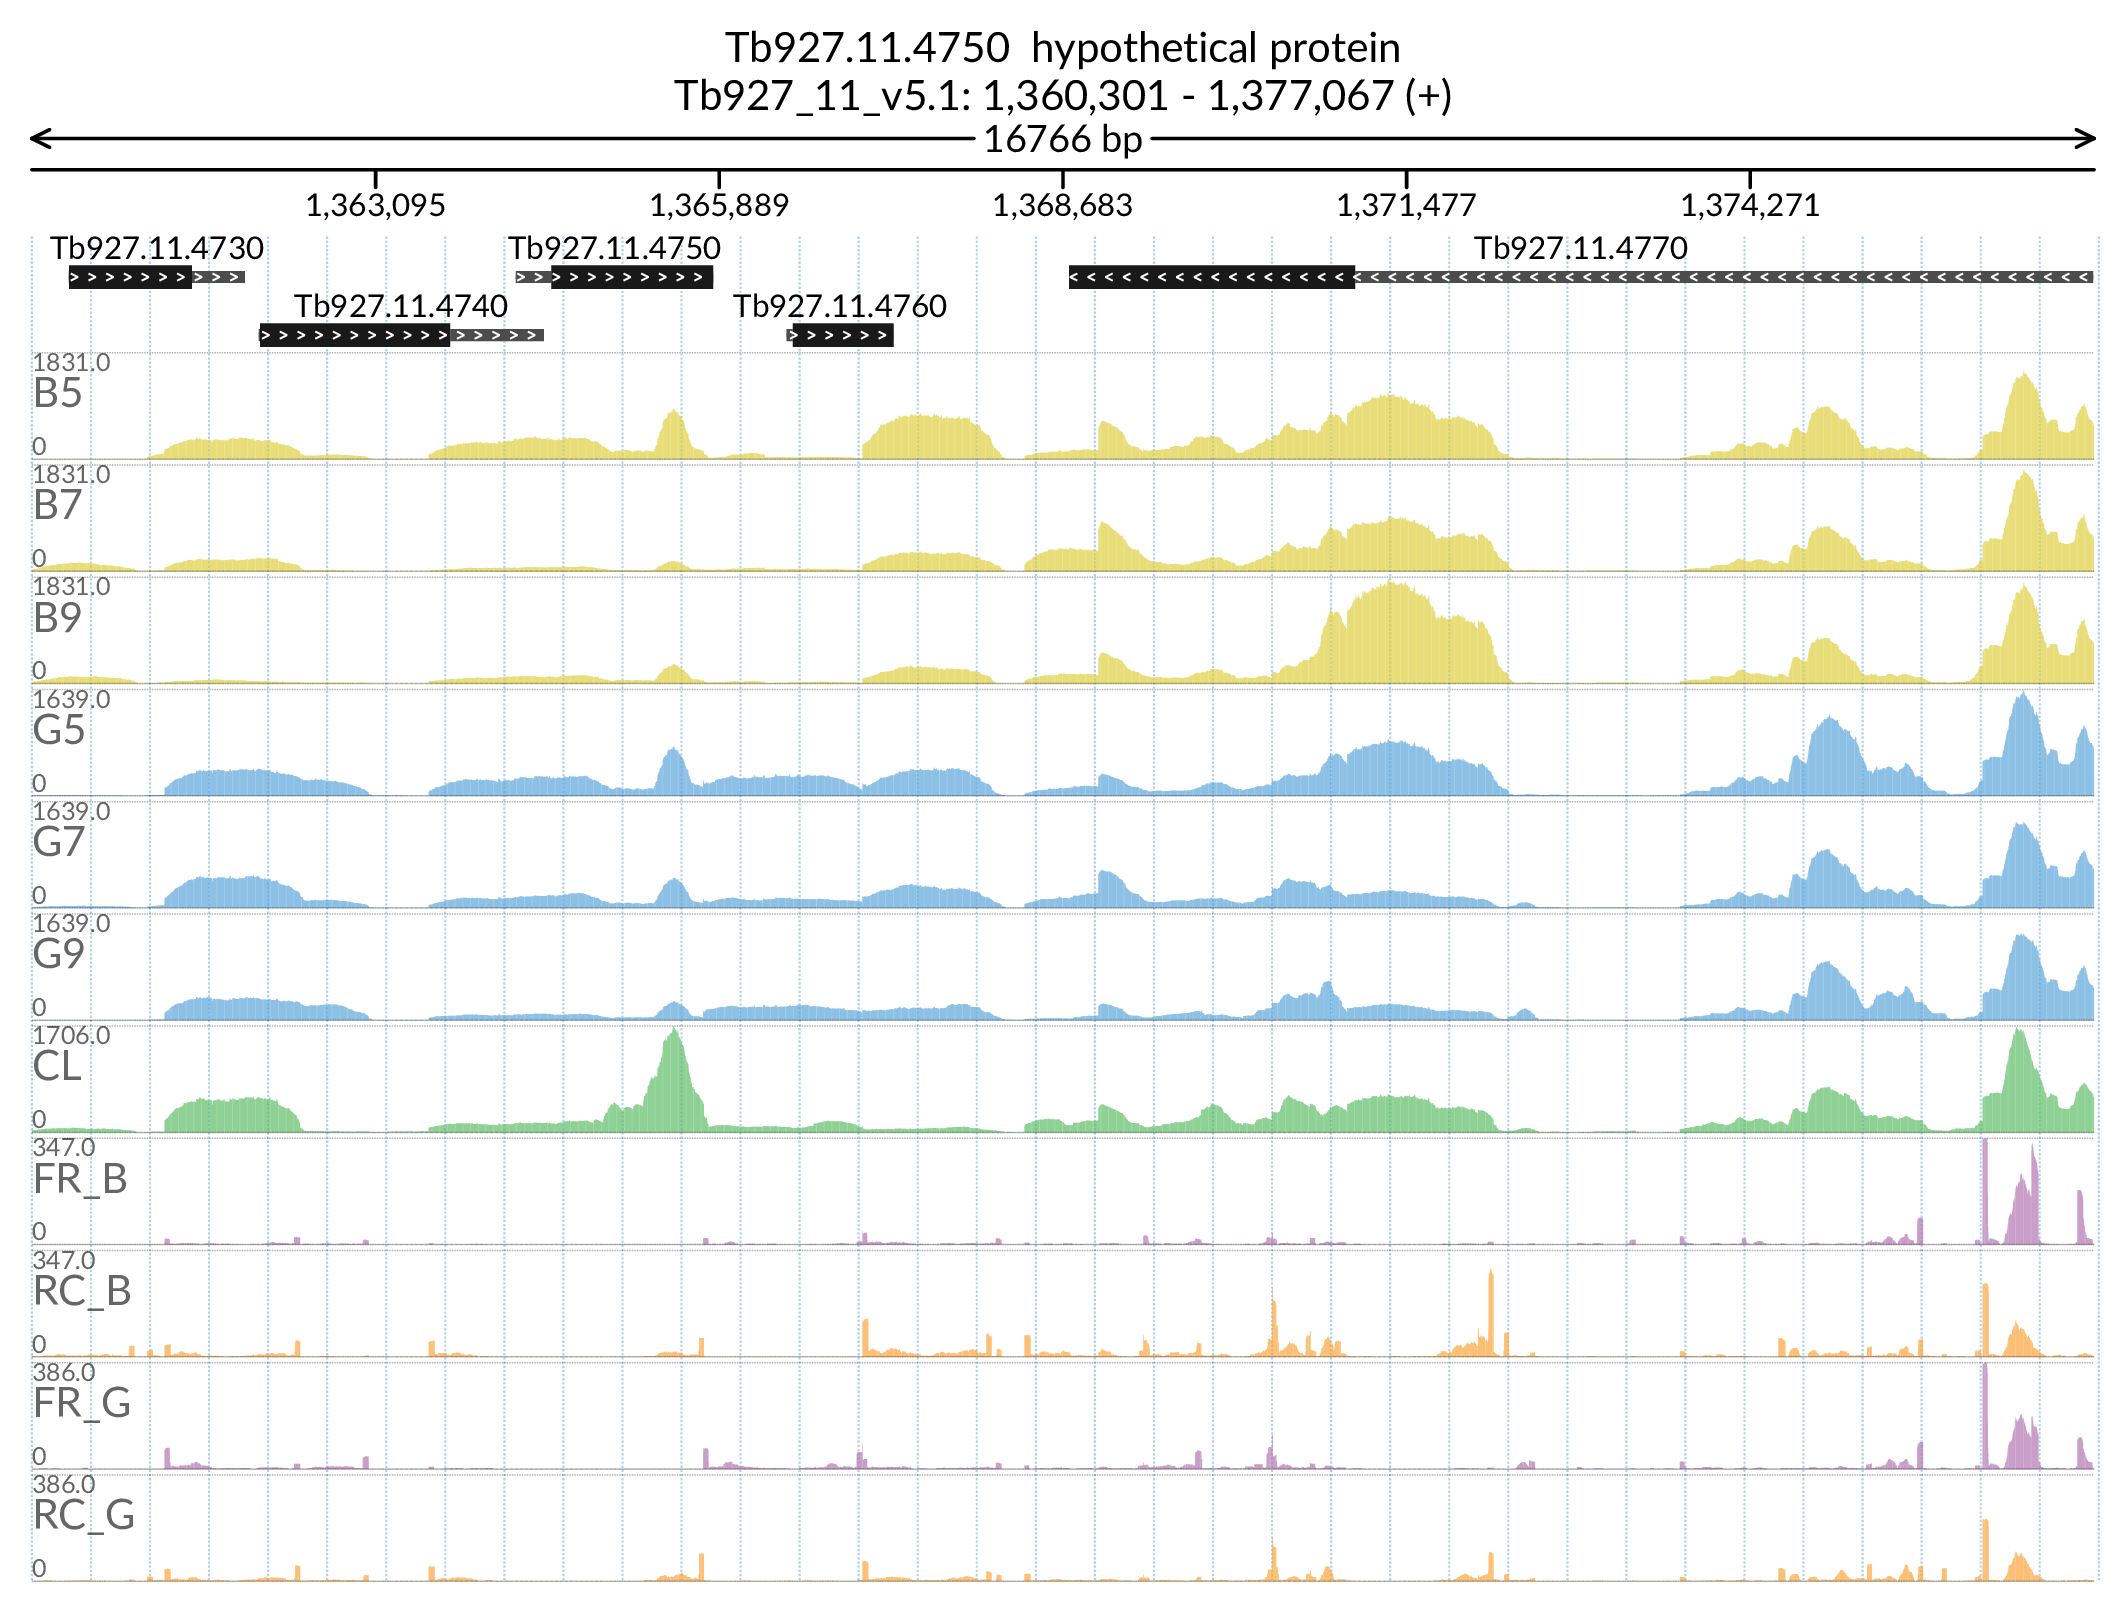 Tb927.11.4750 hypothetical protein
Tb927_11_v5.1: 1,360,301 - 1,377,067 (+)
16766 bp
1,363,095 1,365,889 1,368,683 1,371,477 1,374,271
Tb927.11.4730 Tb927.11.4750 Tb927.11.4770
Tb927.11.4740 Tb927.11.4760
1831.0
B5
0
1831.0
B7
0
1831.0
B9
0
1639.0
G5
0
1639.0
G7
0
1639.0
G9
0
1706.0
CL
0
347.0
FR_B
0
347.0
RC_B
0
386.0
FR_G
0
386.0
RC_G
0